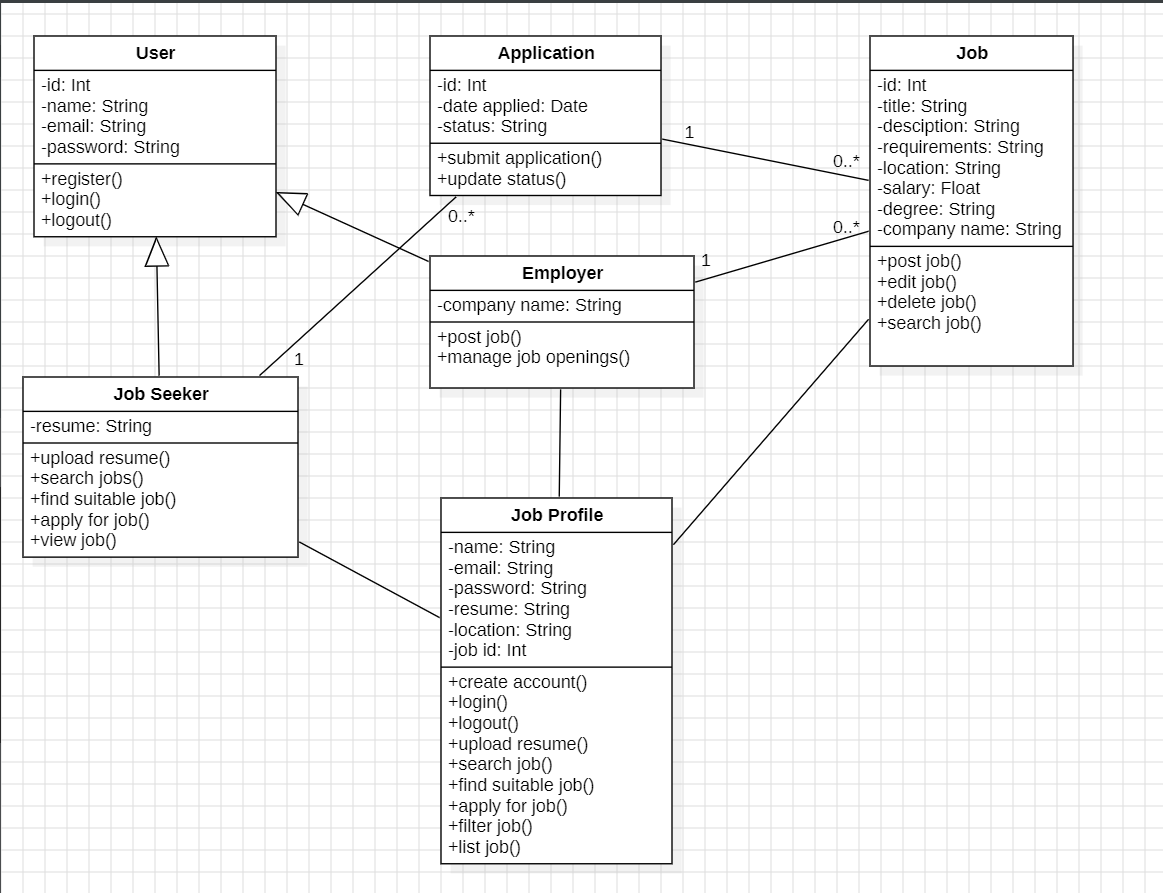 User
-id: Int
-name: String
-email: String
-password: String
+register()
+login()
+logout()
Application
-id: Int
-date applied: Date
-status: String
+submit application()
+update status()
Job
-id: Int
-title: String
-desciption: String
-requirements: String
-location: String
-salary: Float
-degree: String
-company name: String
+post job()
+edit job()
+delete job()
+search job()
1
0..*
0..*
1
0..*
1
Employer
-company name: String
+post job()
+manage job openings()
Job Seeker
-resume: String
+upload resume()
+search jobs()
+find suitable job()
+apply for job()
+view job()
Job Profile
-name: String
-email: String
-password: String
-resume: String
-location: String
-job id: Int
+create account()
+login()
+logout()
+upload resume()
+search job()
+find suitable job()
+apply for job()
+filter job()
+list job()